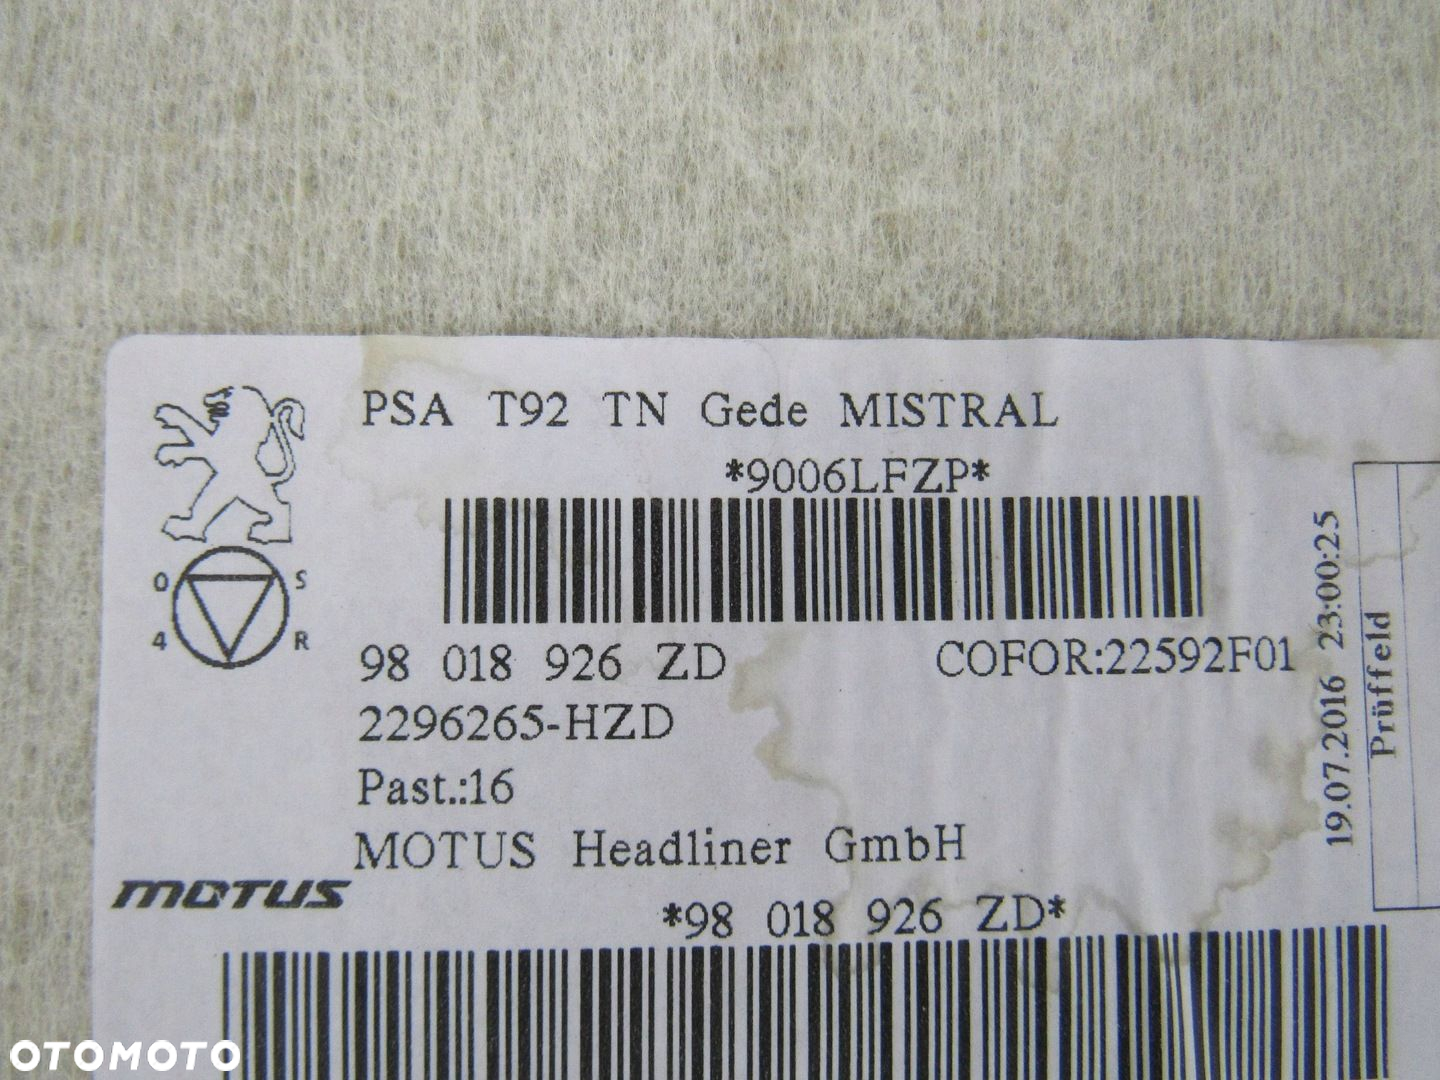 PSA T92 TN Gede MISTRAL
*9006LFZP*
O S
4 R
98 018 926 ZD COFOR:22592F01
2296265-HZD
Past.:16
MOTUS Headliner GmbH
MOTUS
*98 018 926 ZD*
19.07.2016 23:00:25
Prüffeld
OTOMOTO